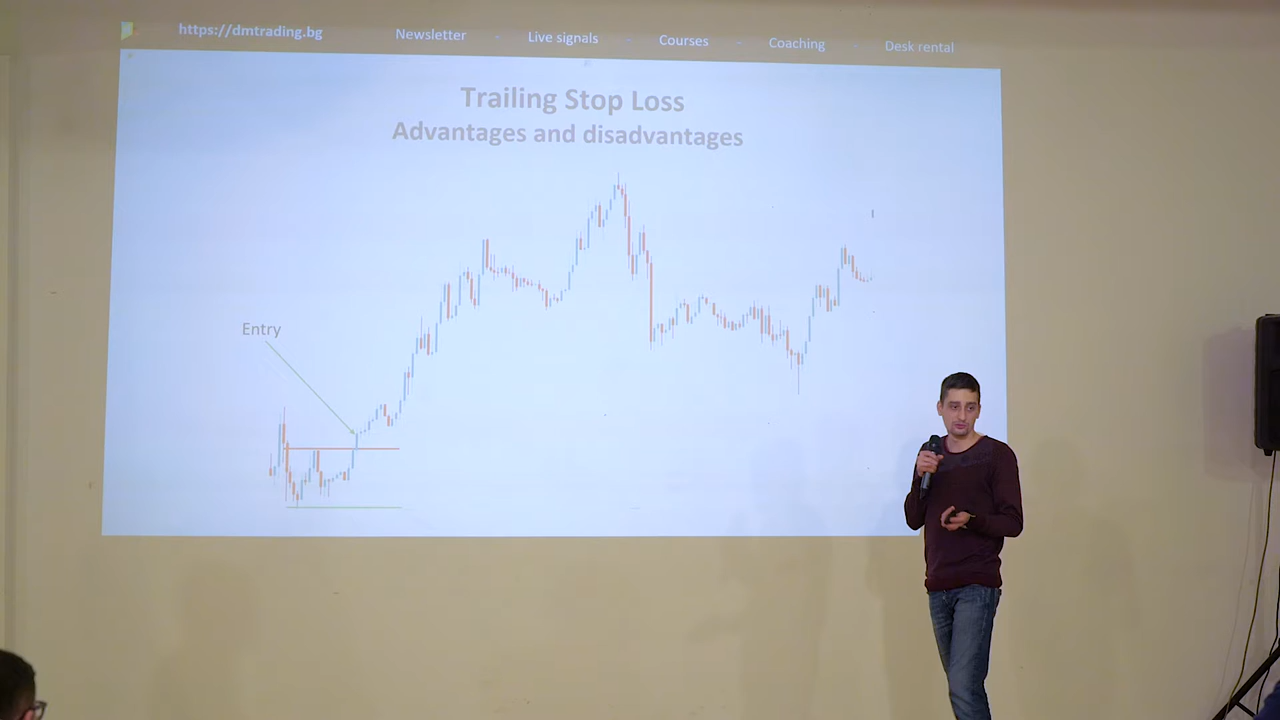 https://dmtrading.bg Newsletter - Live signals - Courses - Coaching - Desk rental
Trailing Stop Loss
Advantages and disadvantages
Entry